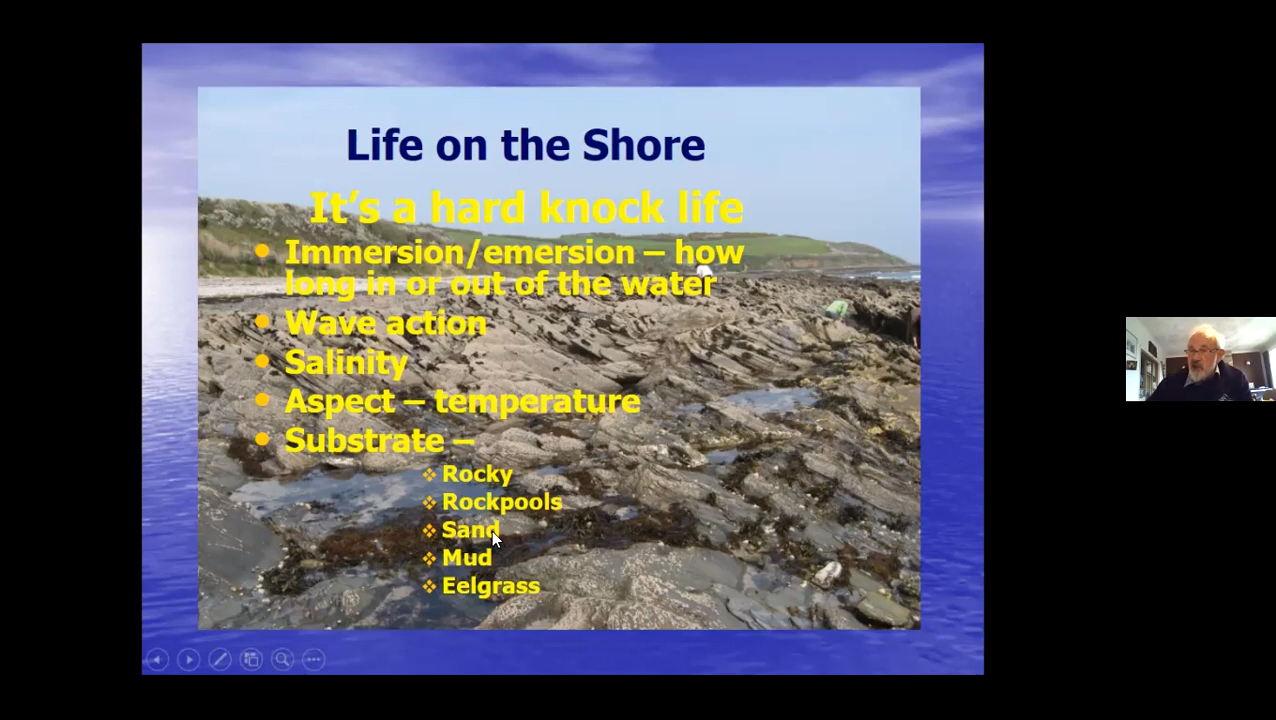 Life on the Shore
It's a hard knock life
Immersion/emersion – how
long in or out of the water
Wave action
Salinity
Aspect – temperature
Substrate –
Rocky
Rockpools
Sand
Mud
Eelgrass